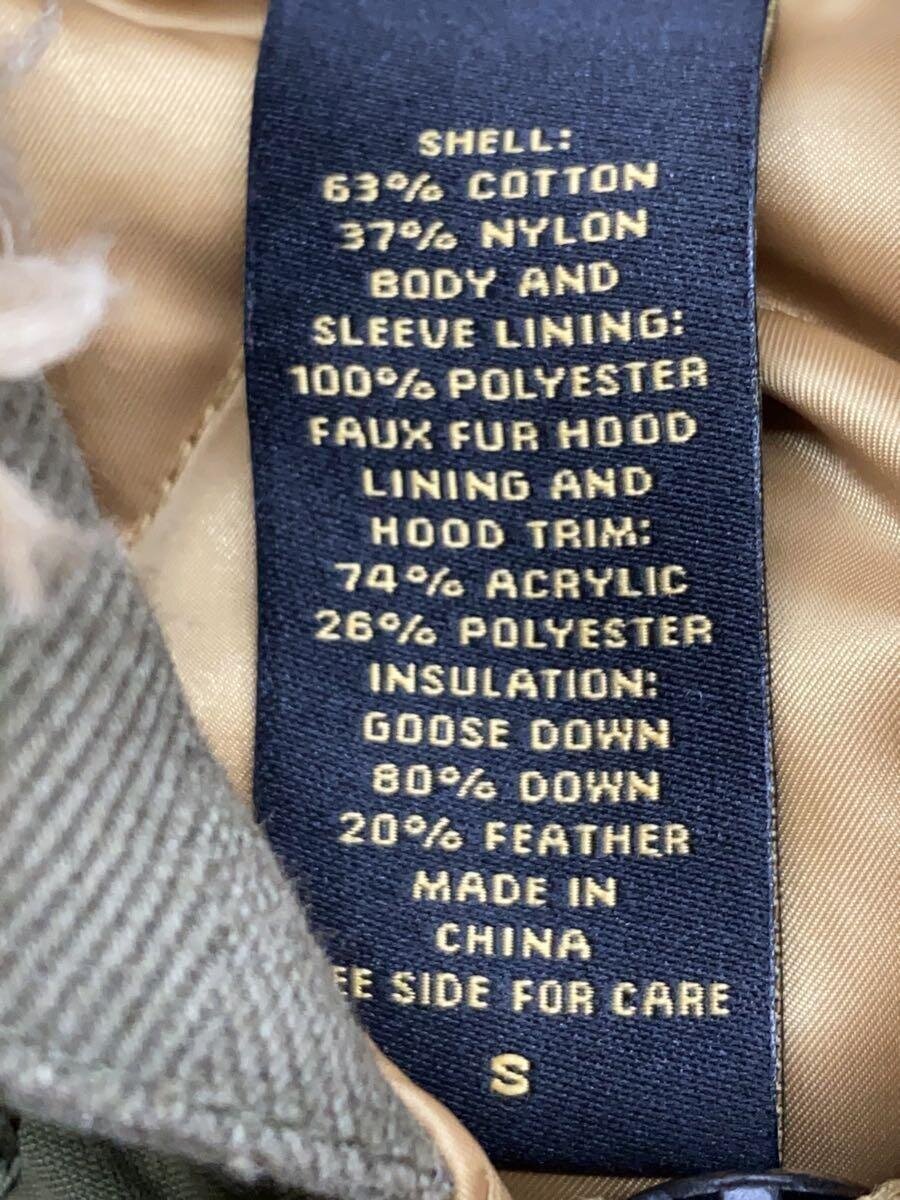 SHELL:
63% COTTON
37% NYLON
BODY AND
SLEEVE LINING:
100% POLYESTER
FAUX FUR HOOD
LINING AND
HOOD TRIM:
74% ACRYLIC
26% POLYESTER
INSULATION:
GOOSE DOWN
80% DOWN
20% FEATHER
MADE IN
CHINA
EE SIDE FOR CARE
S